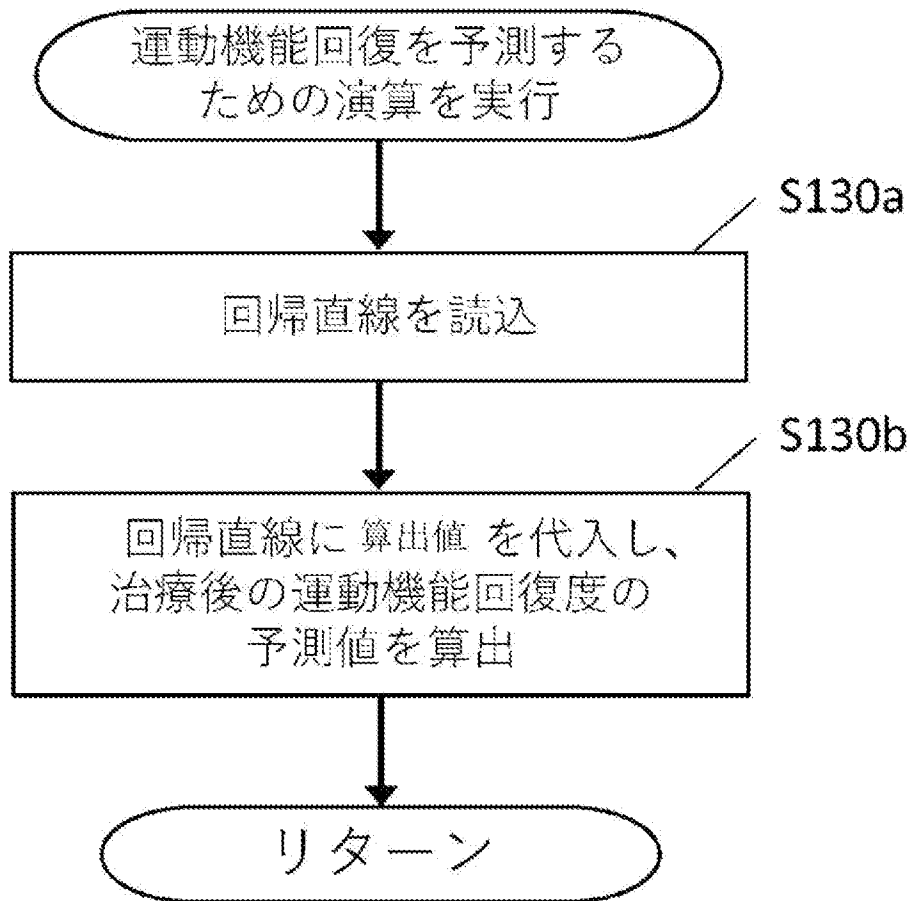 運動機能回復を予測する
ための演算を実行
S130a
回帰直線を読込
S130b
回帰直線に 算出値 を代入し、
治療後の運動機能回復度の
予測値を算出
リターン